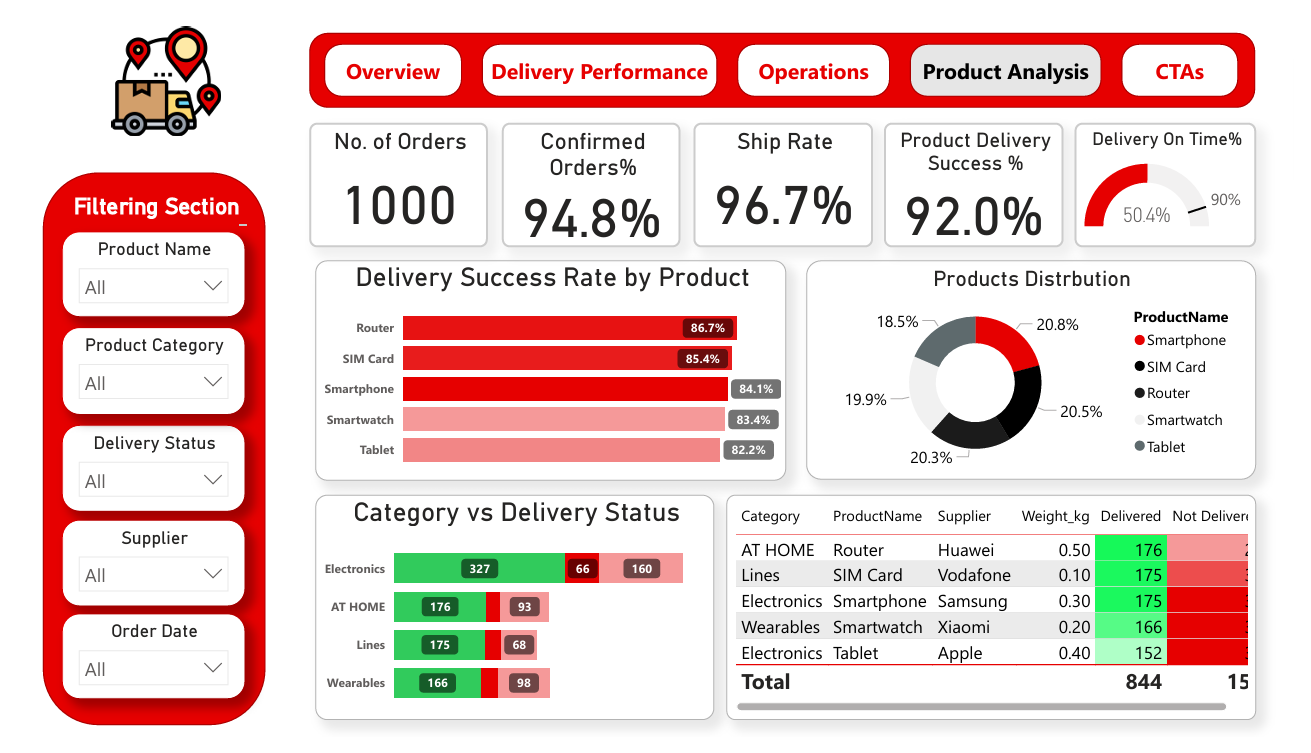 Overview
Delivery Performance
Operations
Product Analysis
CTAs
No. of Orders
1000
Confirmed
Orders%
94.8%
Ship Rate
96.7%
Product Delivery
Success %
92.0%
Delivery On Time%
50.4%
90%
Filtering Section
Product Name
All
Product Category
All
Delivery Status
All
Supplier
All
Order Date
All
Delivery Success Rate by Product
Router 86.7%
SIM Card 85.4%
Smartphone 84.1%
Smartwatch 83.4%
Tablet 82.2%
Products Distrbution
18.5%
20.8%
19.9%
20.5%
20.3%
ProductName
Smartphone
SIM Card
Router
Smartwatch
Tablet
Category vs Delivery Status
Electronics 327 66 160
AT HOME 176 93
Lines 175 68
Wearables 166 98
Category ProductName Supplier Weight_kg Delivered Not
AT HOME Router Huawei 0.50 176
Lines SIM Card Vodafone 0.10 175
Electronics Smartphone Samsung 0.30 175
Wearables Smartwatch Xiaomi 0.20 166
Electronics Tablet Apple 0.40 152
Total 844